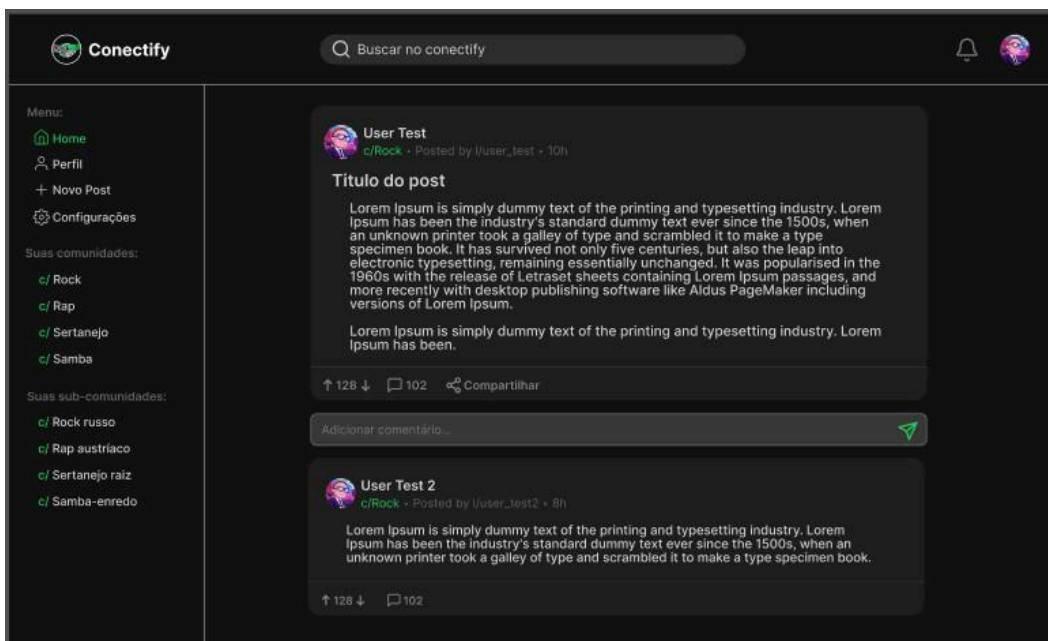 Conectify
Buscar no conectify
Menu:
Home
Perfil
Novo Post
Configurações
Suas comunidades:
c/ Rock
c/ Rap
c/ Sertanejo
c/ Samba
Suas sub-comunidades:
c/ Rock russo
c/ Rap austríaco
c/ Sertanejo raiz
c/ Samba-enredo
User Test
c/Rock • Posted by l/user_test • 10h
Titulo do post
Lorem Ipsum is simply dummy text of the printing and typesetting industry. Lorem
Ipsum has been the industry's standard dummy text ever since the 1500s, when
an unknown printer took a galley of type and scrambled it to make a type
specimen book. It has survived not only five centuries, but also the leap into
electronic typesetting, remaining essentially unchanged. It was popularised in the
1960s with the release of Letraset sheets containing Lorem Ipsum passages, and
more recently with desktop publishing software like Aldus PageMaker including
versions of Lorem Ipsum.
Lorem Ipsum is simply dummy text of the printing and typesetting industry. Lorem
Ipsum has been.
128 102 Compartilhar
Adicionar comentário...
User Test 2
c/Rock • Posted by l/user_test2 • 8h
Lorem Ipsum is simply dummy text of the printing and typesetting industry. Lorem
Ipsum has been the industry's standard dummy text ever since the 1500s, when an
unknown printer took a galley of type and scrambled it to make a type specimen book.
128 102